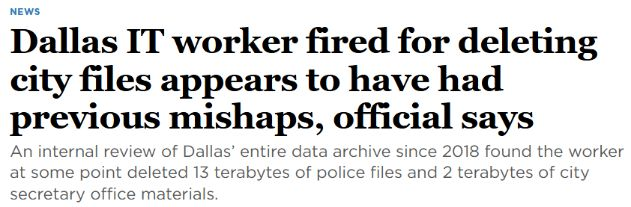 NEWS
Dallas IT worker fired for deleting
city files appears to have had
previous mishaps, official says
An internal review of Dallas’ entire data archive since 2018 found the worker
at some point deleted 13 terabytes of police files and 2 terabytes of city
secretary office materials.